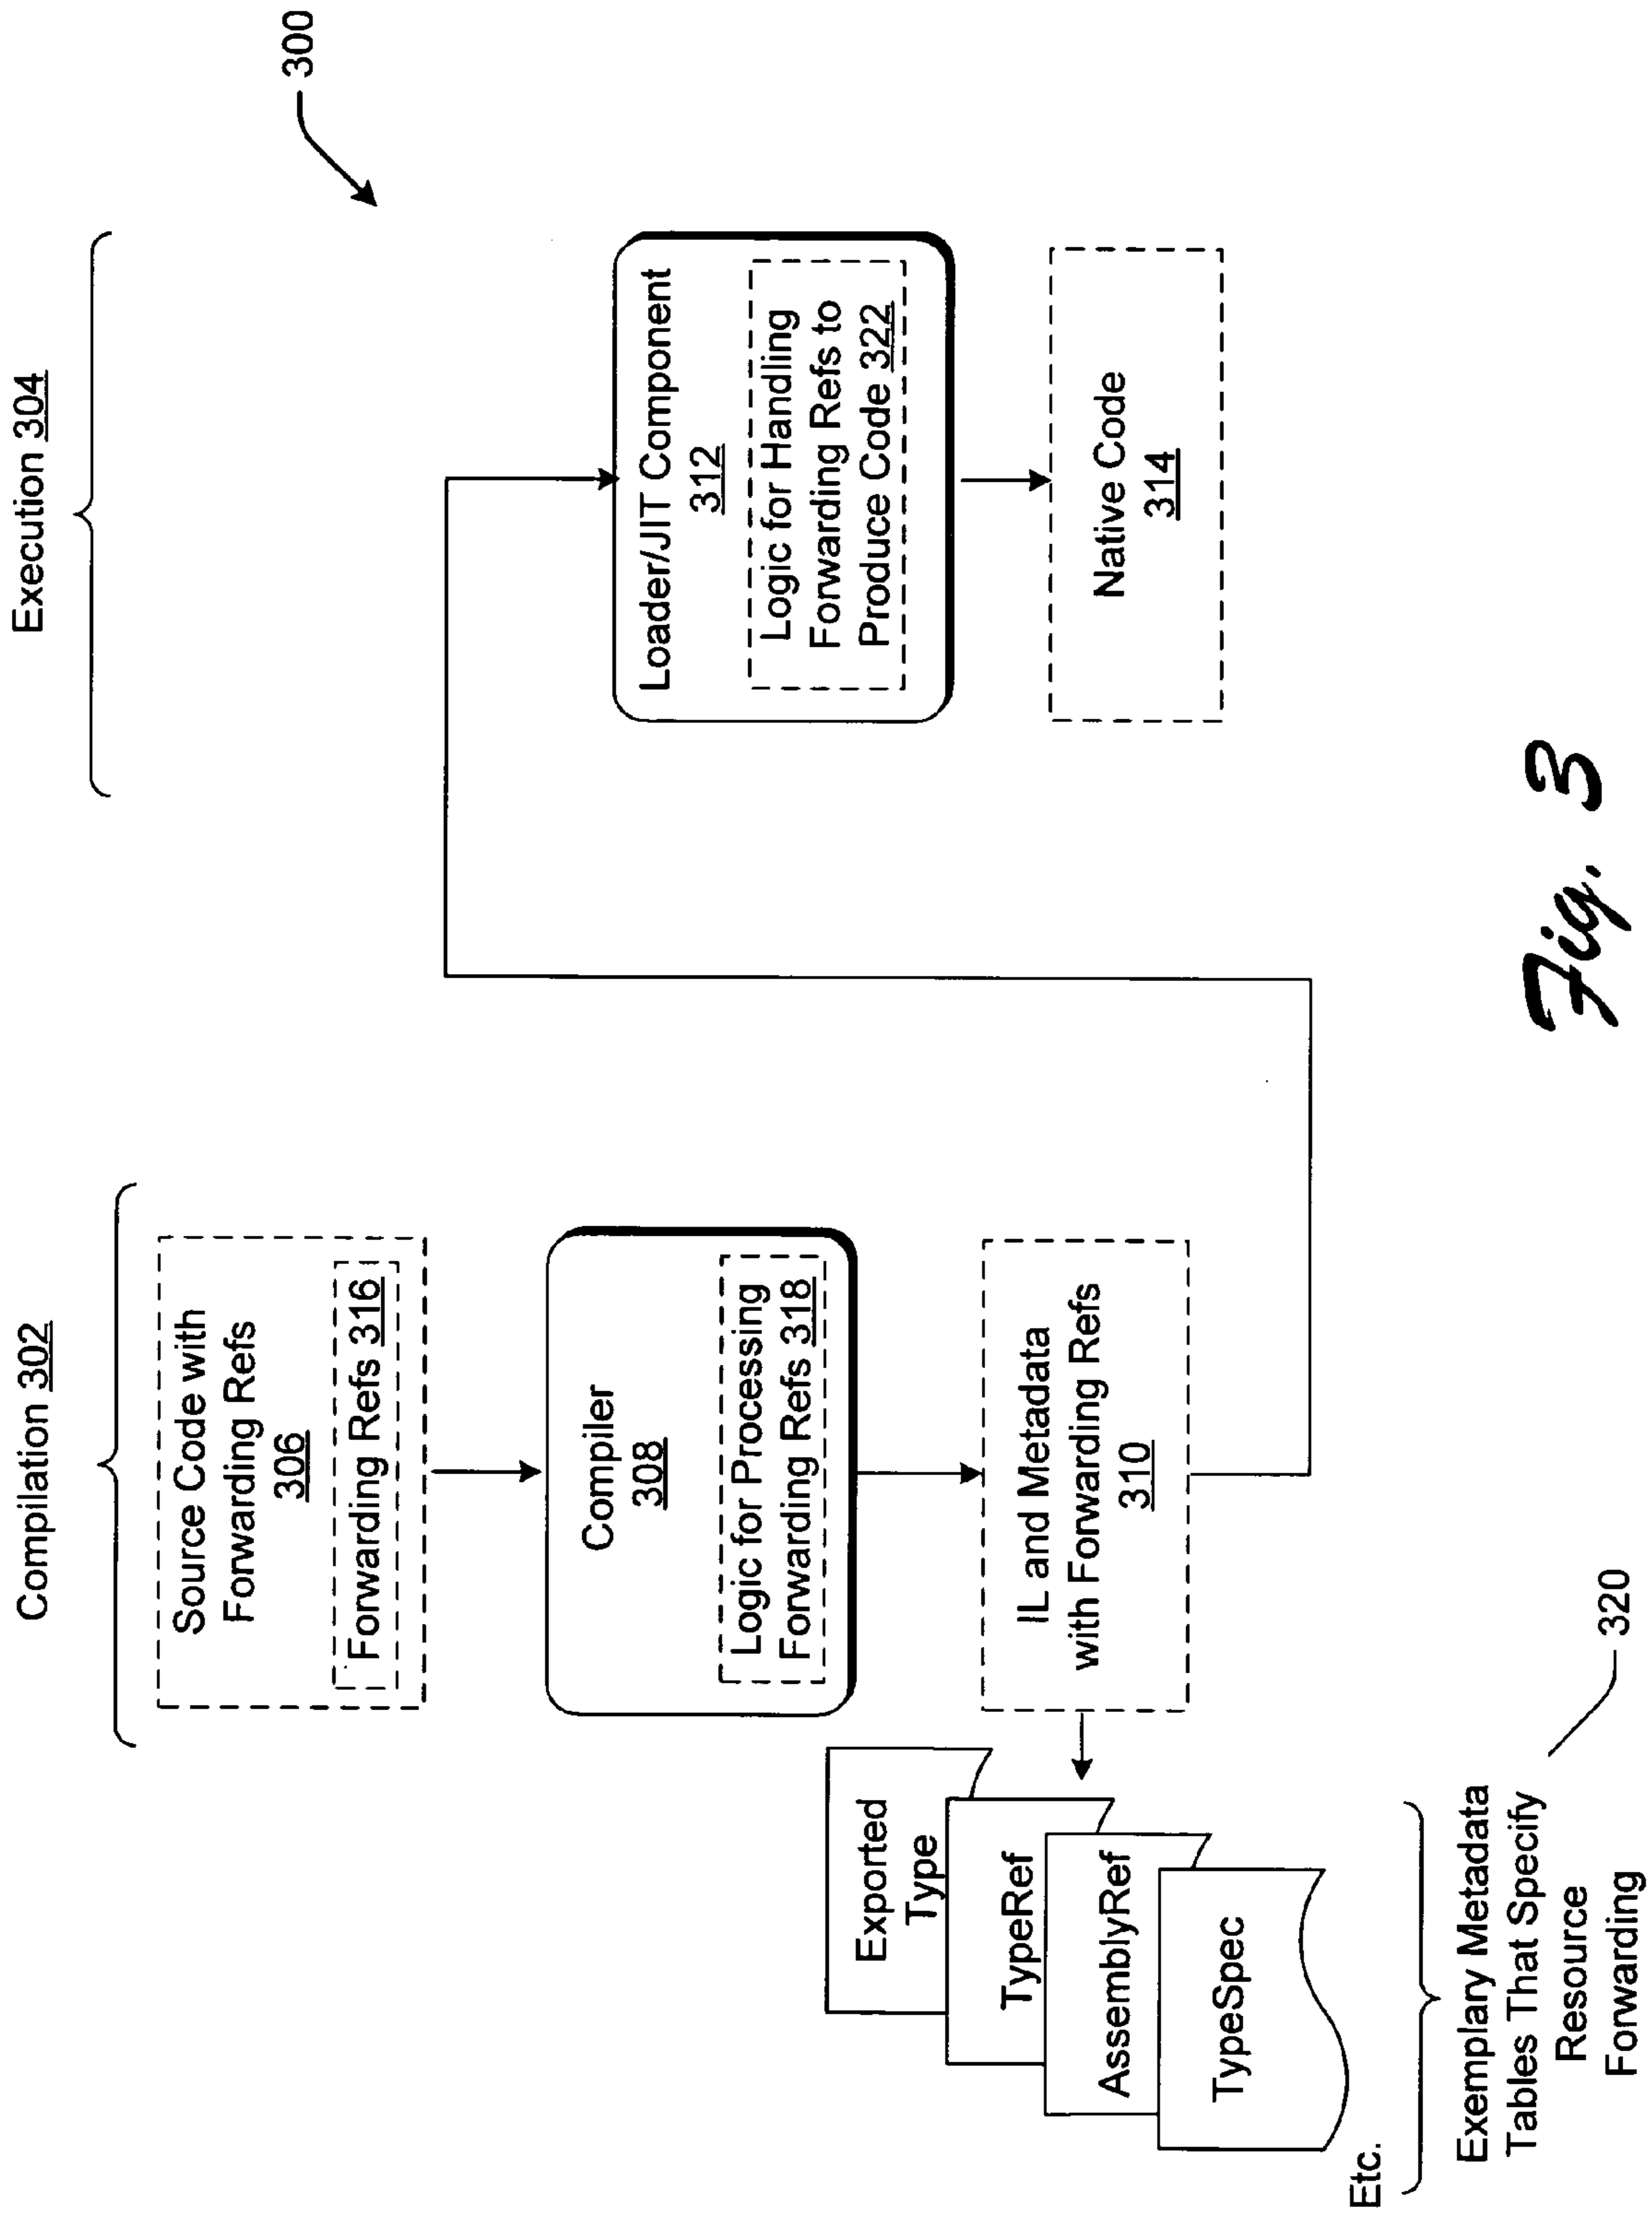 Compilation 302
Execution 304
300
Source Code with
Forwarding Refs
306
Forwarding Refs 316
Compiler
308
Logic for Processing
Forwarding Refs 318
IL and Metadata
with Forwarding Refs
310
Exported
Type
TypeRef
AssemblyRef
TypeSpec
Etc.
Exemplary Metadata
Tables That Specify
Resource
Forwarding
320
Loader/JIT Component
312
Logic for Handling
Forwarding Refs to
Produce Code 322
Native Code
314
Fig. 3